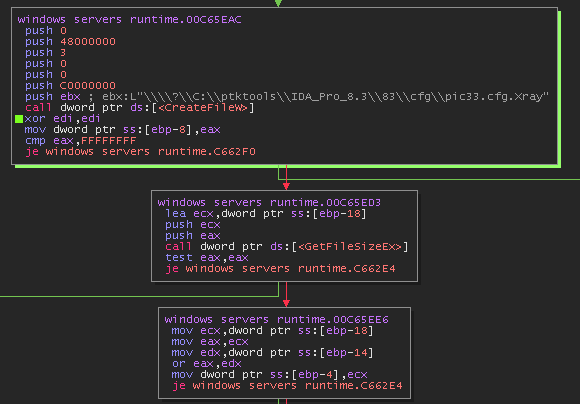 windows servers runtime.00C65EAC
push 0
push 48000000
push 3
push 0
push 0
push C0000000
push ebx ; ebx:L"\\\\?\\C:\\ptktools\\IDA_Pro_8.3\\83\\cfg\\pic33.cfg.Xray"
call dword ptr ds:[<CreateFileW>]
xor edi,edi
mov dword ptr ss:[ebp-8],eax
cmp eax,FFFFFFFF
je windows servers runtime.C662F0
windows servers runtime.00C65ED3
lea ecx,dword ptr ss:[ebp-18]
push ecx
push eax
call dword ptr ds:[<GetFileSizeEx>]
test eax,eax
je windows servers runtime.C662E4
windows servers runtime.00C65EE6
mov ecx,dword ptr ss:[ebp-18]
mov eax,ecx
mov edx,dword ptr ss:[ebp-14]
or eax,edx
mov dword ptr ss:[ebp-4],ecx
je windows servers runtime.C662E4